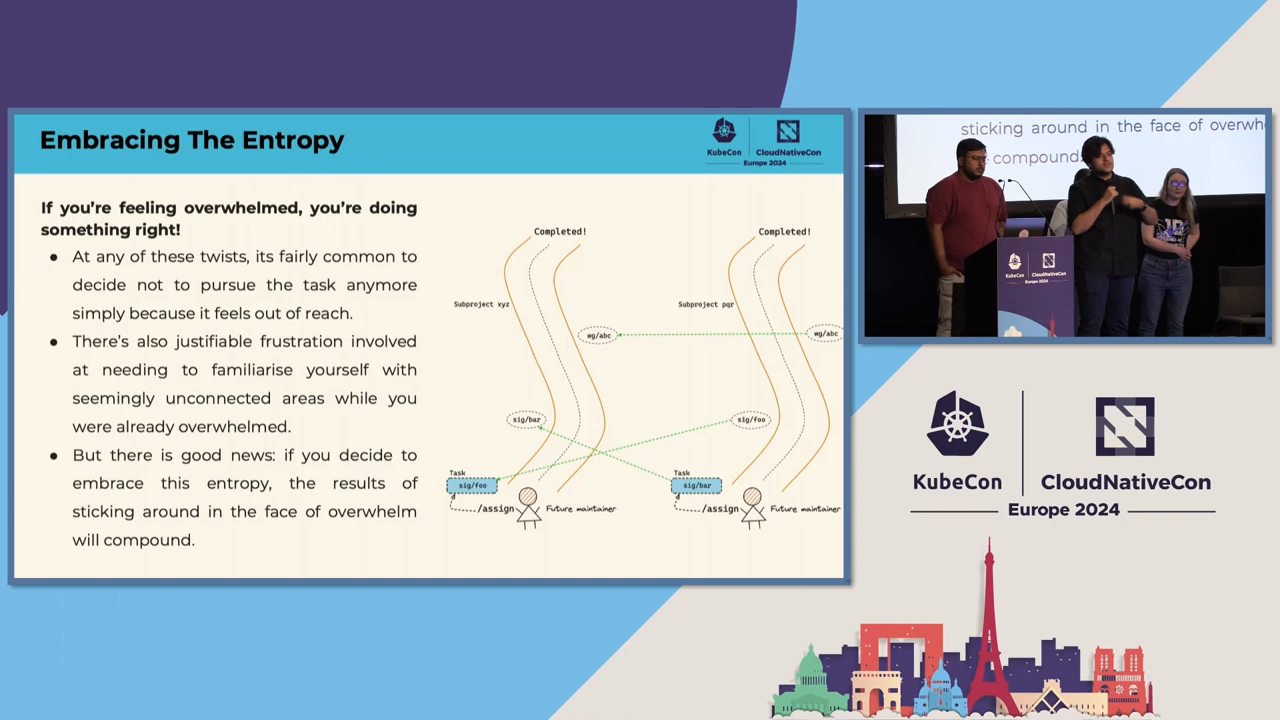 Embracing The Entropy
KubeCon
CloudNativeCon
Europe 2024
If you're feeling overwhelmed, you're doing
something right!
● At any of these twists, its fairly common to
decide not to pursue the task anymore
simply because it feels out of reach.
● There's also justifiable frustration involved
at needing to familiarise yourself with
seemingly unconnected areas while you
were already overwhelmed.
● But there is good news: if you decide to
embrace this entropy, the results of
sticking around in the face of overwhelm
will compound.
Completed!
Subproject xyz
wg/abc
sig/bar
Task
sig/foo
/assign
Future maintainer
Completed!
Subproject pqr
wg/abc
sig/foo
Task
sig/bar
/assign
Future maintainer
sticking around in the face of overwh
compound.
KubeCon
CloudNativeCon
Europe 2024
KubeCon
CloudNativeCon
Europe 2024